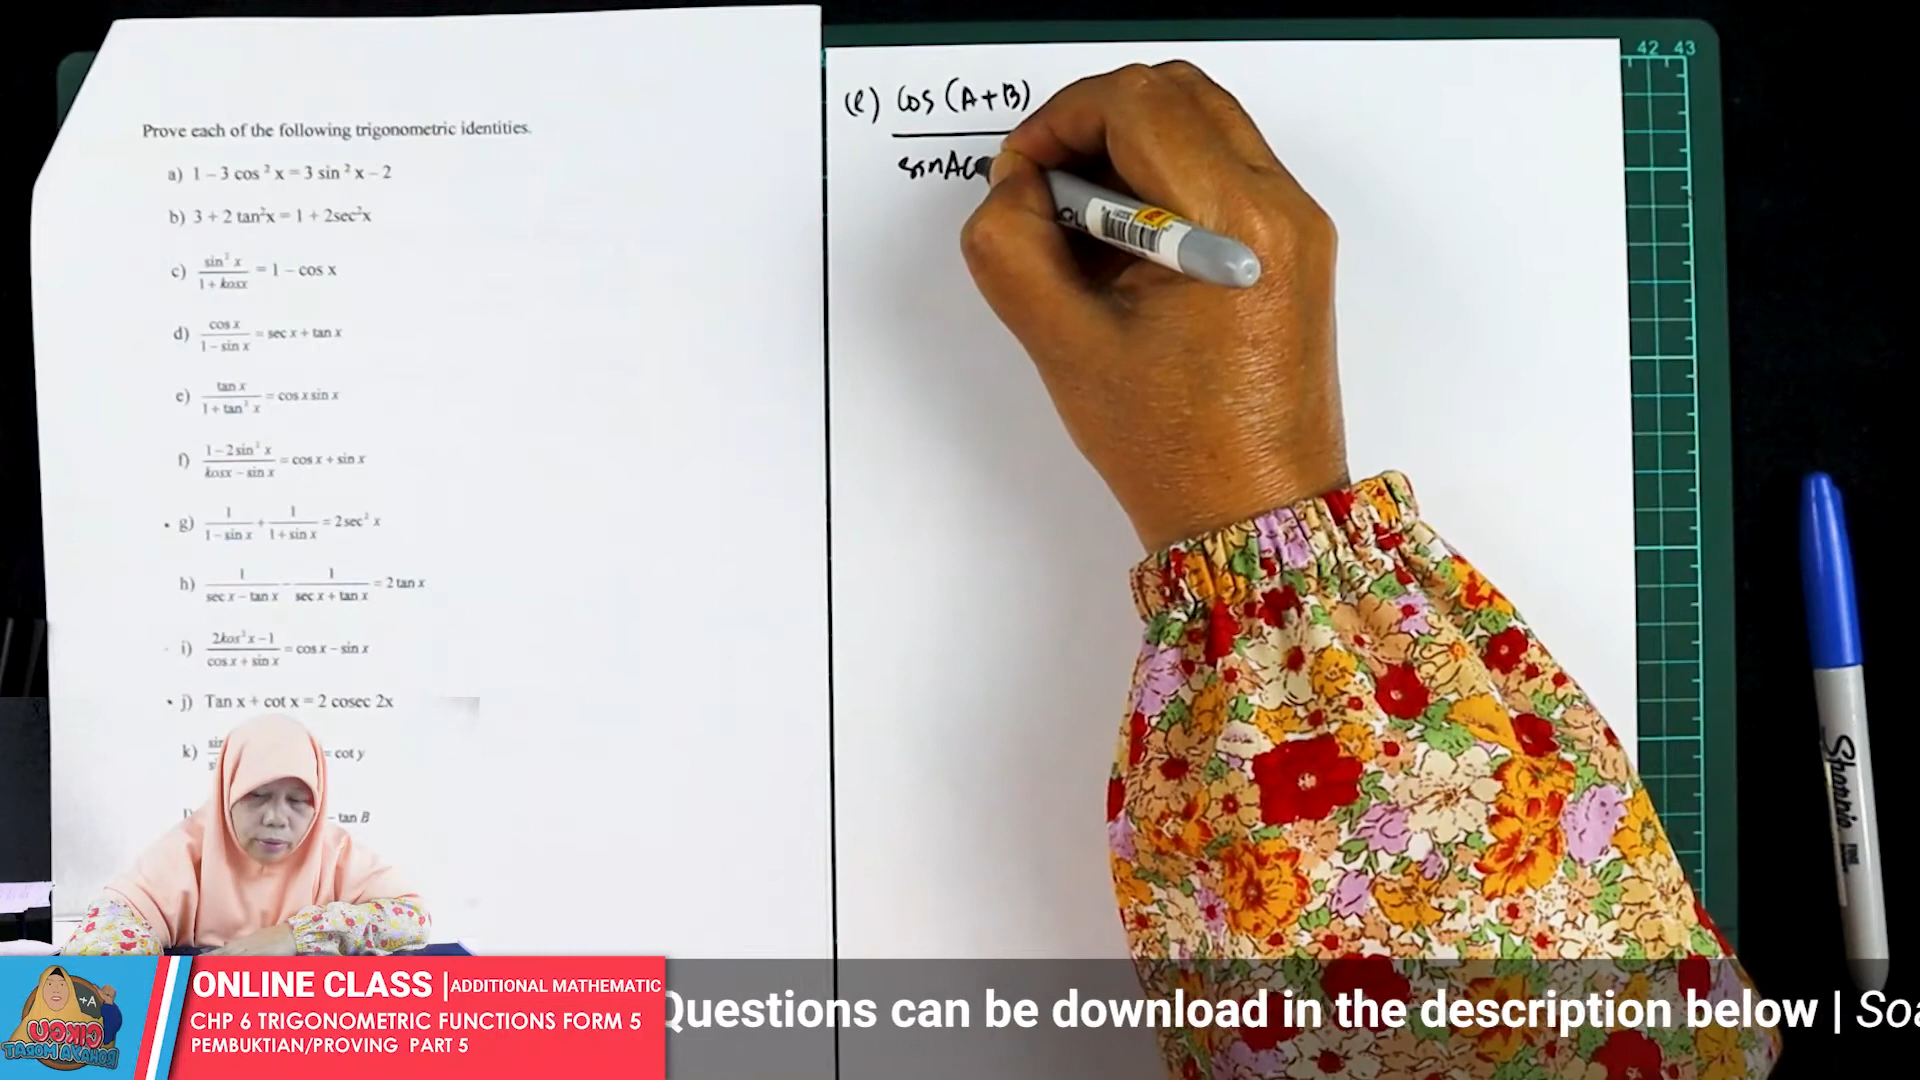 Prove each of the following trigonometric identities.
a) 1 – 3 cos ² x = 3 sin ² x – 2
b) 3 + 2 tan²x = 1 + 2sec²x
c) sin² x / 1 + kosx = 1 – cos x
d) cos x / 1 – sin x = sec x + tan x
e) tan x / 1 + tan² x = cos x sin x
f) 1 – 2 sin² x / kosx – sin x = cos x + sin x
g) 1 / 1 – sin x + 1 / 1 + sin x = 2 sec² x
h) 1 / sec x – tan x – 1 / sec x + tan x = 2 tan x
i) 2kos²x – 1 / cos x + sin x = cos x – sin x
j) Tan x + cot x = 2 cosec 2x
k) = cot y
– tan B
(l) cos (A+B)
sinA
42 43
Sharpie
ONLINE CLASS | ADDITIONAL MATHEMATIC
CHP 6 TRIGONOMETRIC FUNCTIONS FORM 5
PEMBUKTIAN/PROVING PART 5
Questions can be download in the description below | Soa
+A
CIKGU